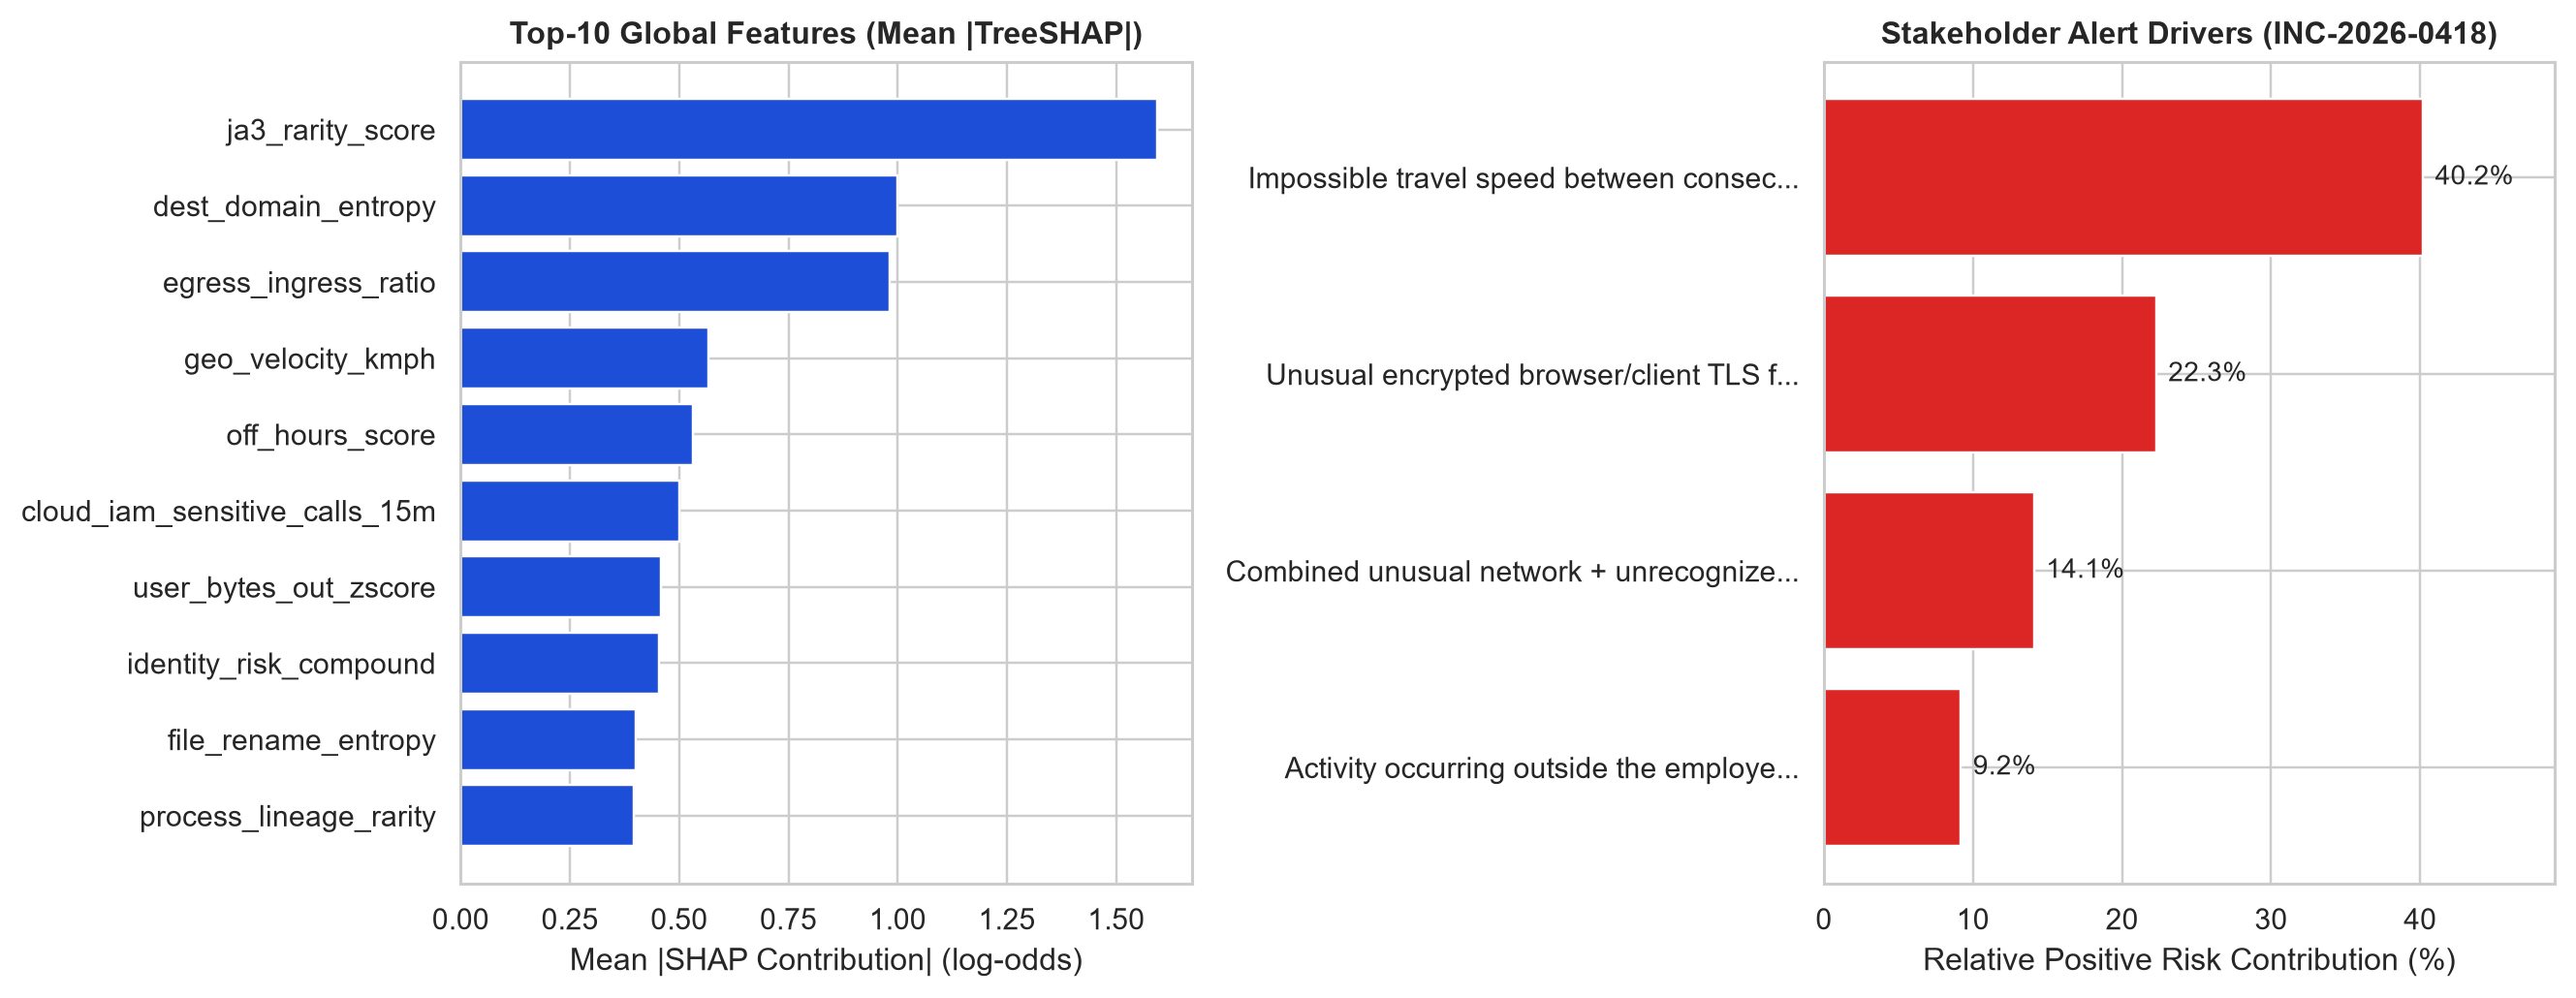 Top-10 Global Features (Mean |TreeSHAP|)
ja3_rarity_score
dest_domain_entropy
egress_ingress_ratio
geo_velocity_kmph
off_hours_score
cloud_iam_sensitive_calls_15m
user_bytes_out_zscore
identity_risk_compound
file_rename_entropy
process_lineage_rarity
0.00 0.25 0.50 0.75 1.00 1.25 1.50
Mean |SHAP Contribution| (log-odds)
Stakeholder Alert Drivers (INC-2026-0418)
Impossible travel speed between consec... 40.2%
Unusual encrypted browser/client TLS f... 22.3%
Combined unusual network + unrecognize... 14.1%
Activity occurring outside the employe... 9.2%
0 10 20 30 40
Relative Positive Risk Contribution (%)